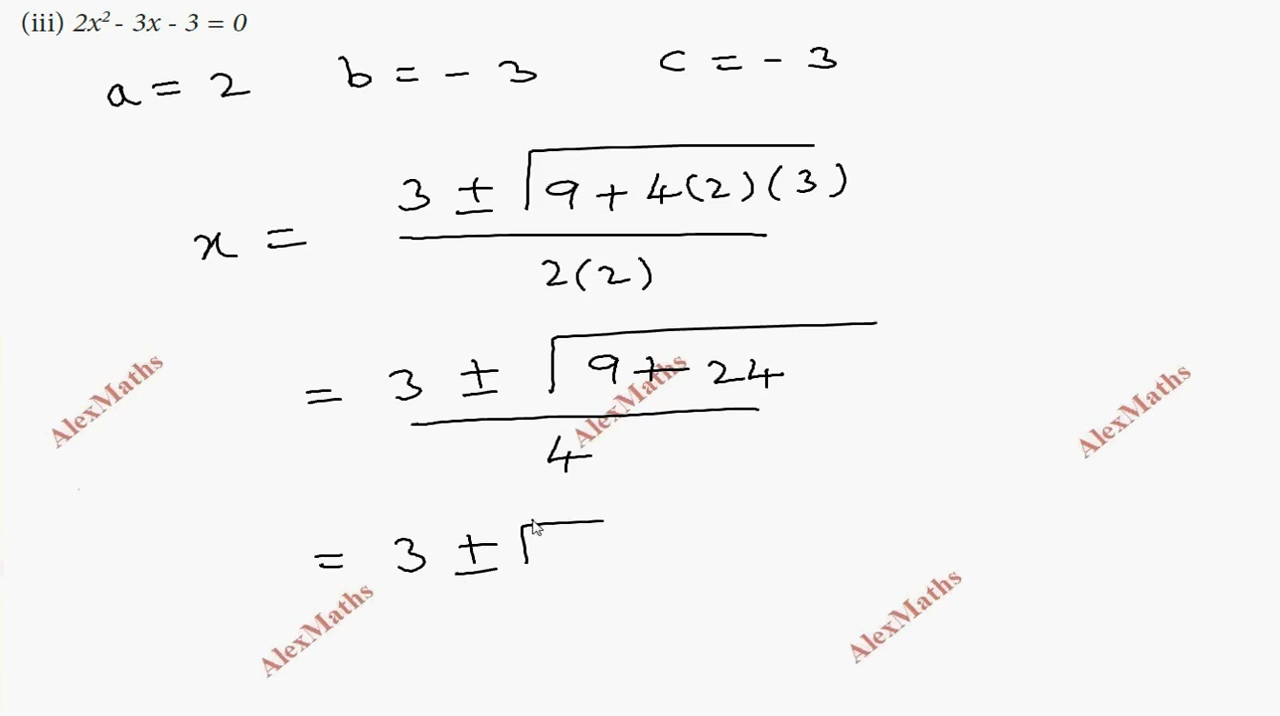 (iii) 2x² - 3x - 3 = 0
a = 2 b = - 3 c = - 3
x = 3 ± √9 + 4(2)(3)
2(2)
= 3 ± √9 + 24
4
= 3 ± √
AlexMaths
AlexMaths
AlexMaths
AlexMaths
AlexMaths